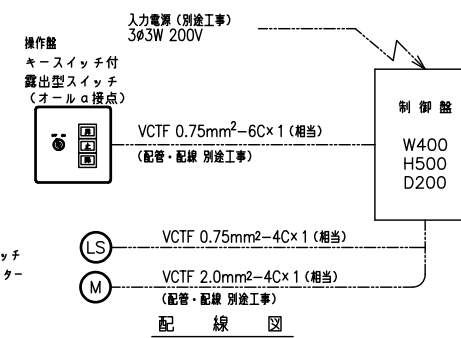 入力電源（別途工事）
3ø3W 200V
操作盤
キースイッチ付
露出型スイッチ
（オールa接点）
昇
止
降
VCTF 0.75mm²-6C×1（相当）
（配管・配線 別途工事）
制御盤
W400
H500
D200
ッチ
ター
LS
VCTF 0.75mm²-4C×1（相当）
M
VCTF 2.0mm²-4C×1（相当）
（配管・配線 別途工事）
配線図